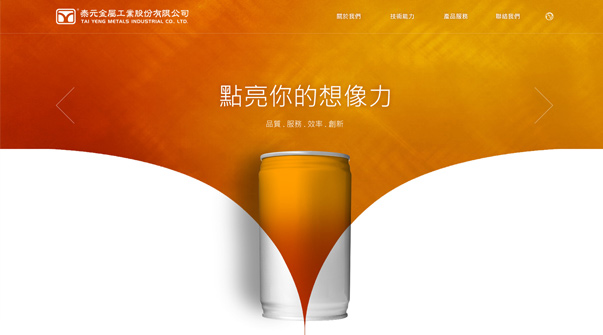 泰元金屬工業股份有限公司
TAI YENG METALS INDUSTRIAL CO., LTD.
關於我們 技術能力 產品服務 聯絡我們
點亮你的想像力
品質 . 服務 . 效率 . 創新